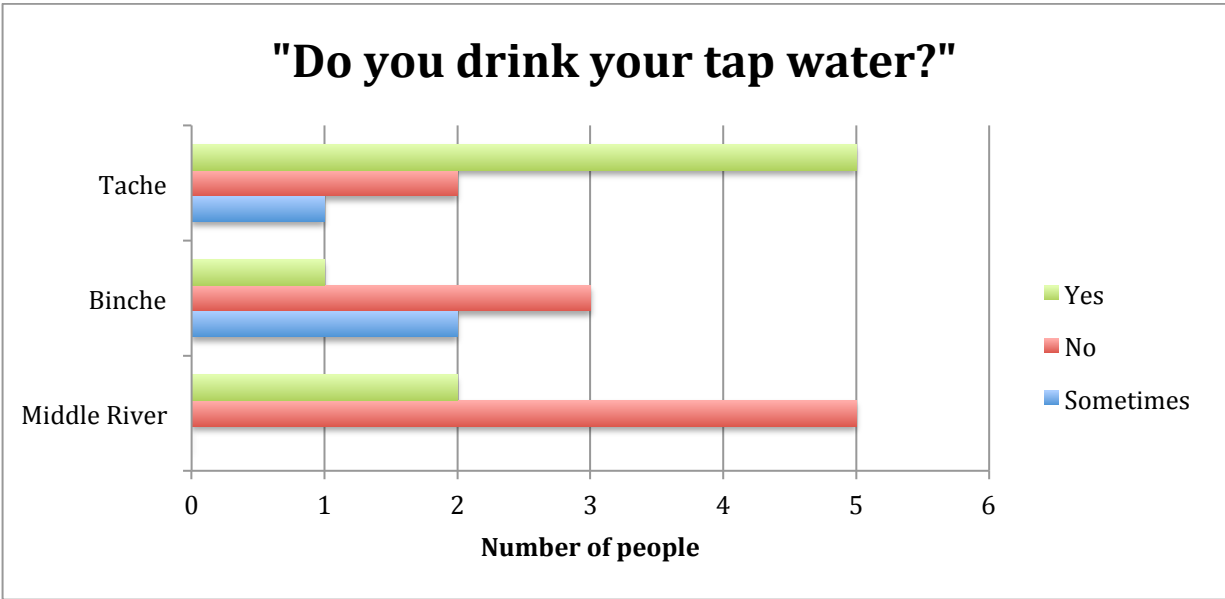 "Do you drink your tap water?"
Tache
Binche
Middle River
0 1 2 3 4 5 6
Number of people
Yes
No
Sometimes